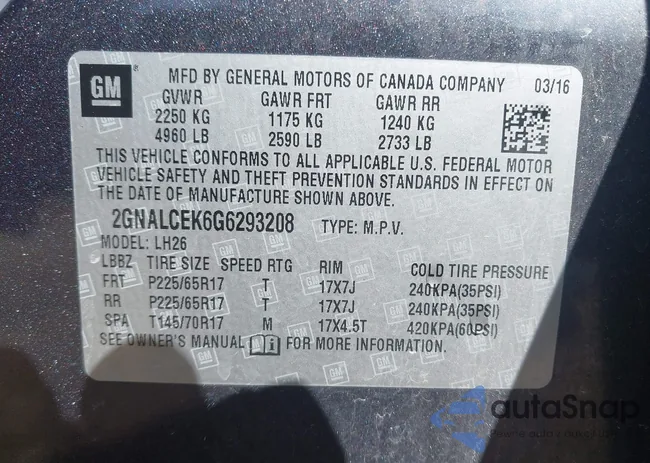 GM
MFD BY GENERAL MOTORS OF CANADA COMPANY 03/16
GVWR GAWR FRT GAWR RR
2250 KG 1175 KG 1240 KG
4960 LB 2590 LB 2733 LB
THIS VEHICLE CONFORMS TO ALL APPLICABLE U.S. FEDERAL MOTOR
VEHICLE SAFETY AND THEFT PREVENTION STANDARDS IN EFFECT ON
THE DATE OF MANUFACTURE SHOWN ABOVE.
2GNALCEK6G6293208 TYPE: M.P.V.
MODEL: LH26
LBBZ TIRE SIZE SPEED RTG RIM COLD TIRE PRESSURE
FRT P225/65R17 T 17X7J 240KPA(35PSI)
RR P225/65R17 T 17X7J 240KPA(35PSI)
SPA T145/70R17 M 17X4.5T 420KPA(60PSI)
SEE OWNER'S MANUAL FOR MORE INFORMATION.
autoSnap